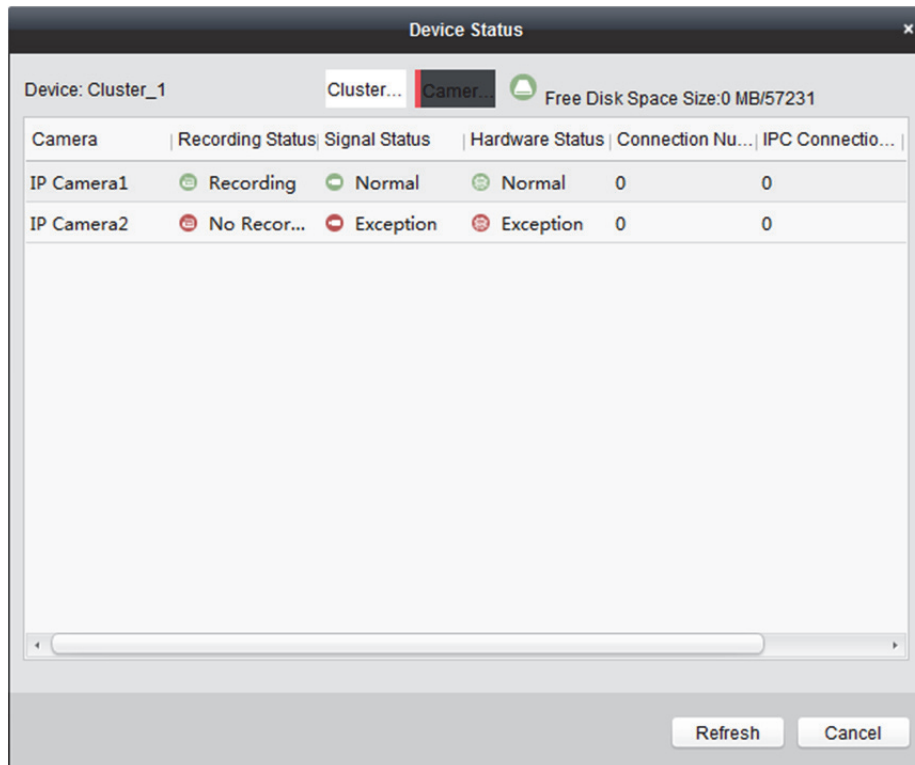 Device Status
Device: Cluster_1 Cluster... Camer... Free Disk Space Size:0 MB/57231
Camera Recording Status Signal Status Hardware Status Connection Nu... IPC Connectio...
IP Camera1 Recording Normal Normal 0 0
IP Camera2 No Recor... Exception Exception 0 0
Refresh Cancel